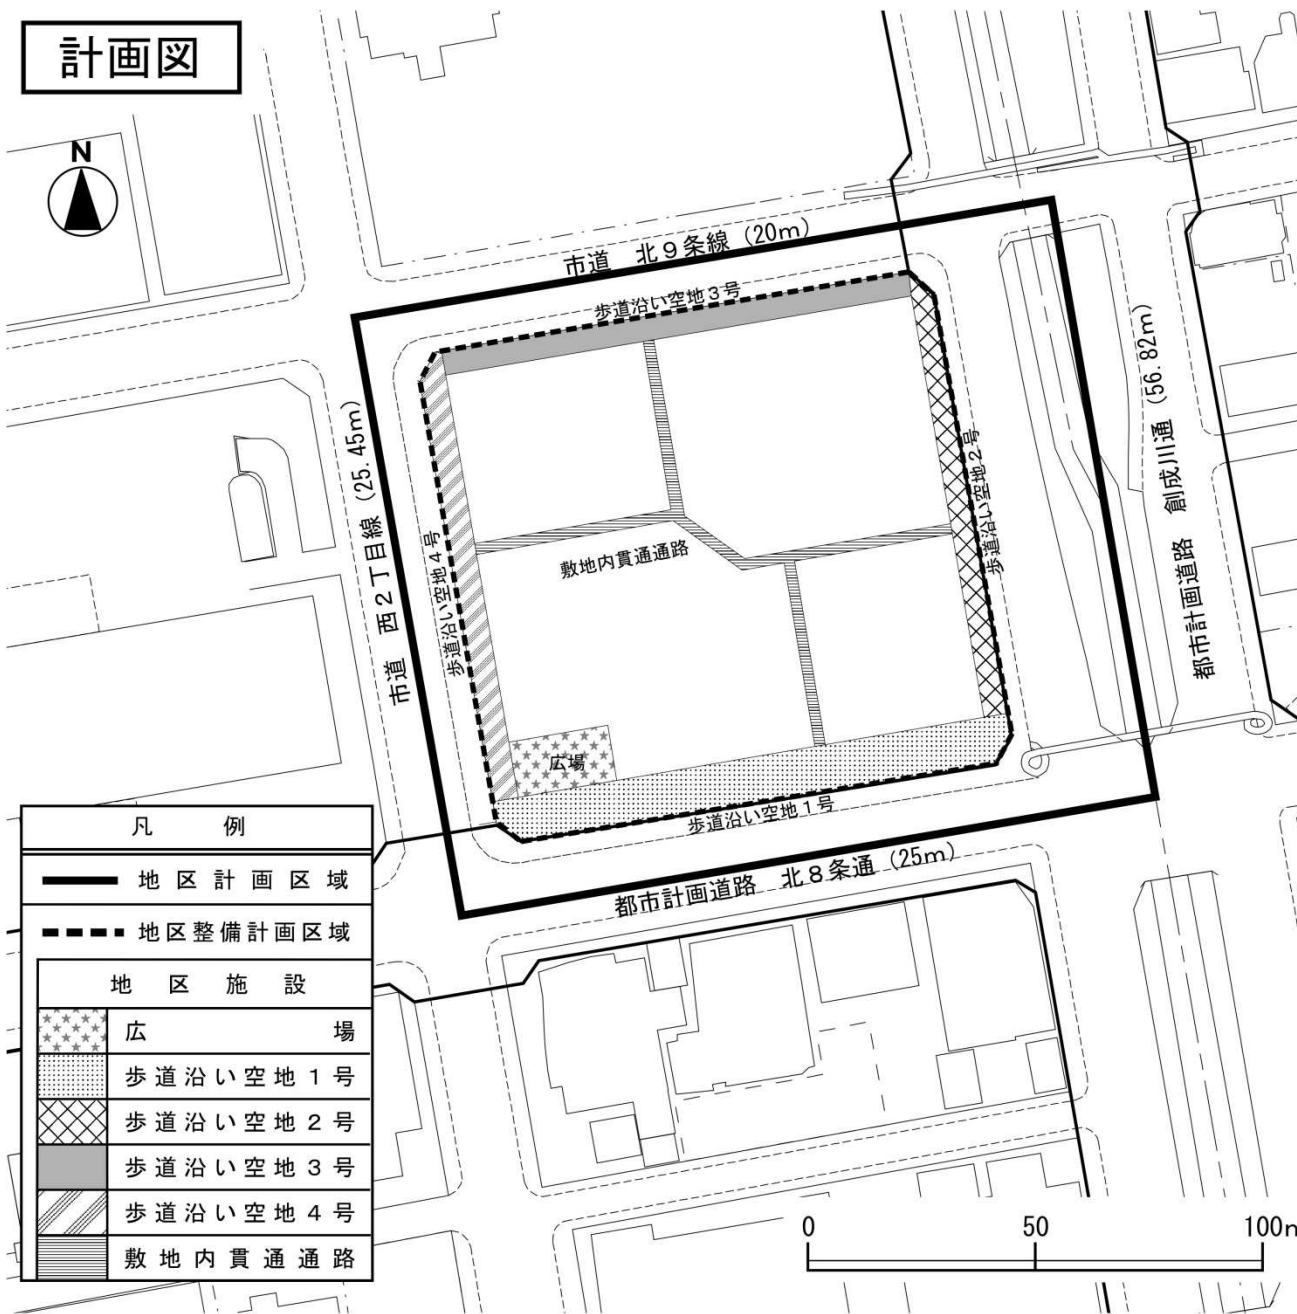 計画図
N
市道 北9条線 (20m)
歩道沿い空地3号
市道 西2丁目線 (25.45m)
歩道沿い空地4号
敷地内貫通通路
歩道沿い空地2号
都市計画道路 創成川通 (56.82m)
広場
歩道沿い空地1号
都市計画道路 北8条通 (25m)
凡例
地区計画区域
地区整備計画区域
地区施設
広場
歩道沿い空地1号
歩道沿い空地2号
歩道沿い空地3号
歩道沿い空地4号
敷地内貫通通路
0 50 100m